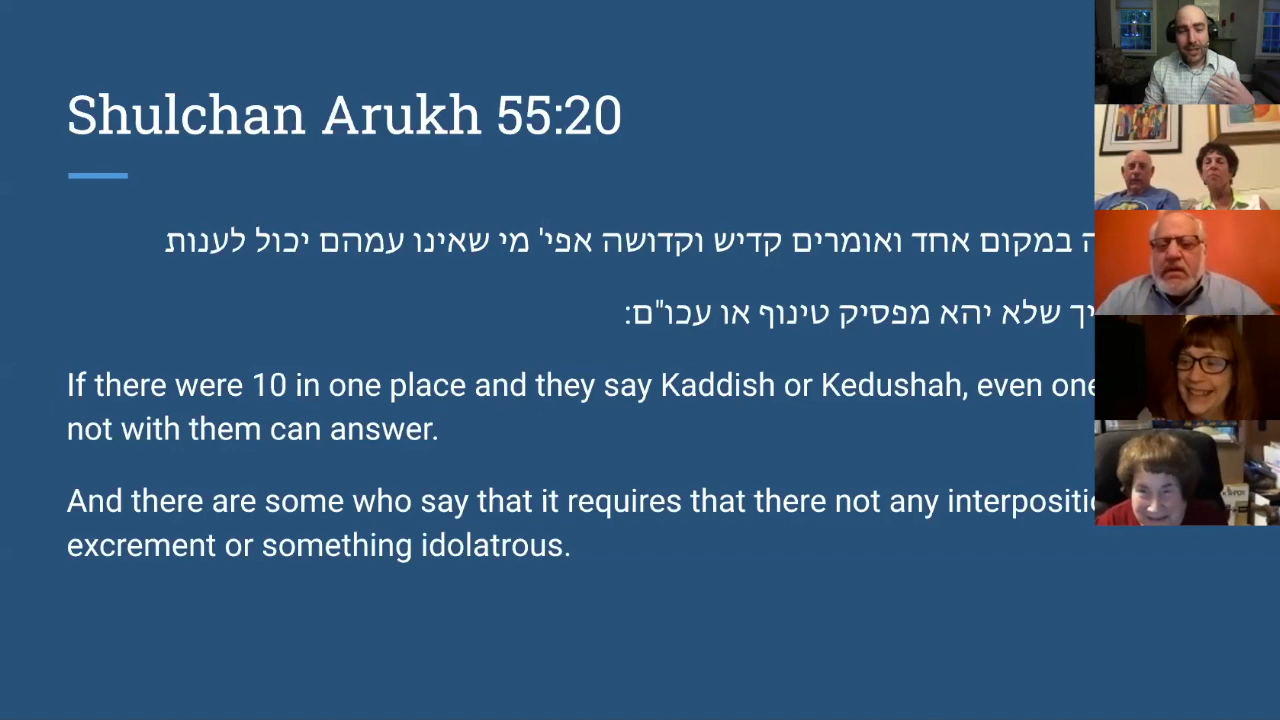 Shulchan Arukh 55:20
במקום אחד ואומרים קדיש וקדושה אפי' מי שאינו עמהם יכול לענות
שלא יהא מפסיק טינוף או עכו"ם:
If there were 10 in one place and they say Kaddish or Kedushah, even one
not with them can answer.
And there are some who say that it requires that there not any
excrement or something idolatrous.